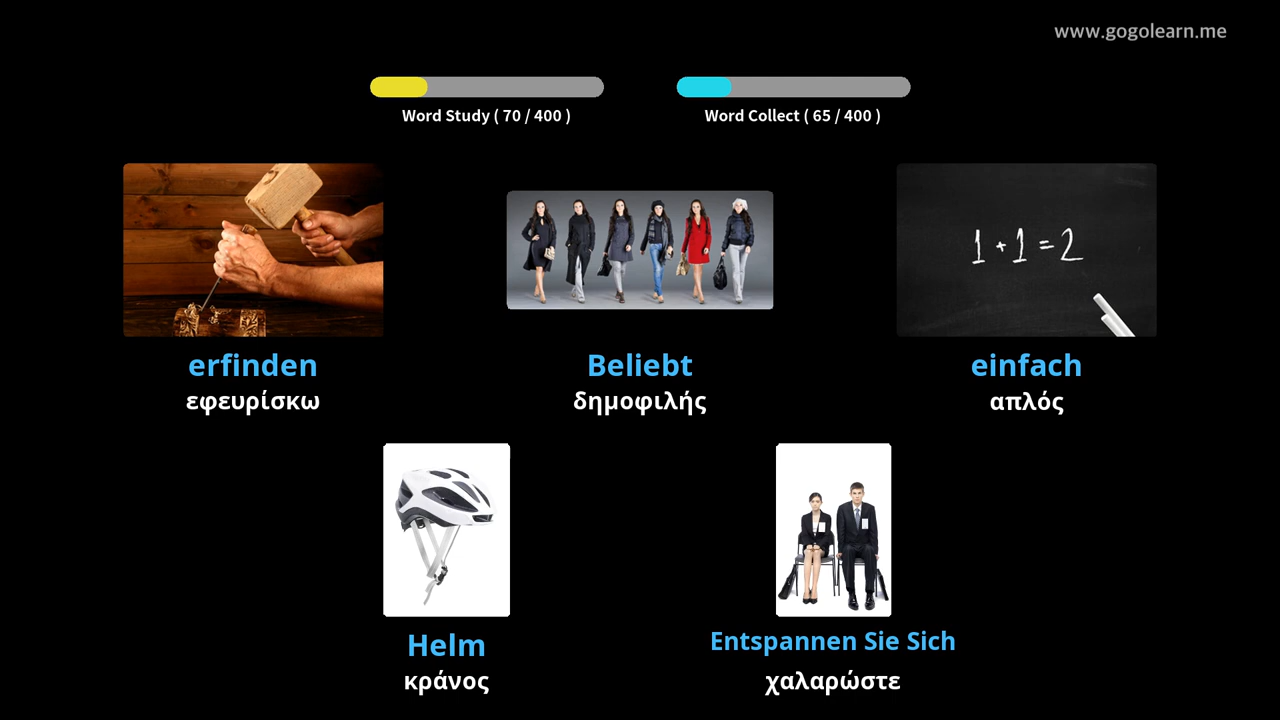 www.gogolearn.me
Word Study ( 70 / 400 )
Word Collect ( 65 / 400 )
1 + 1 = 2
erfinden
εφευρίσκω
Beliebt
δημοφιλής
einfach
απλός
Helm
κράνος
Entspannen Sie Sich
χαλαρώστε